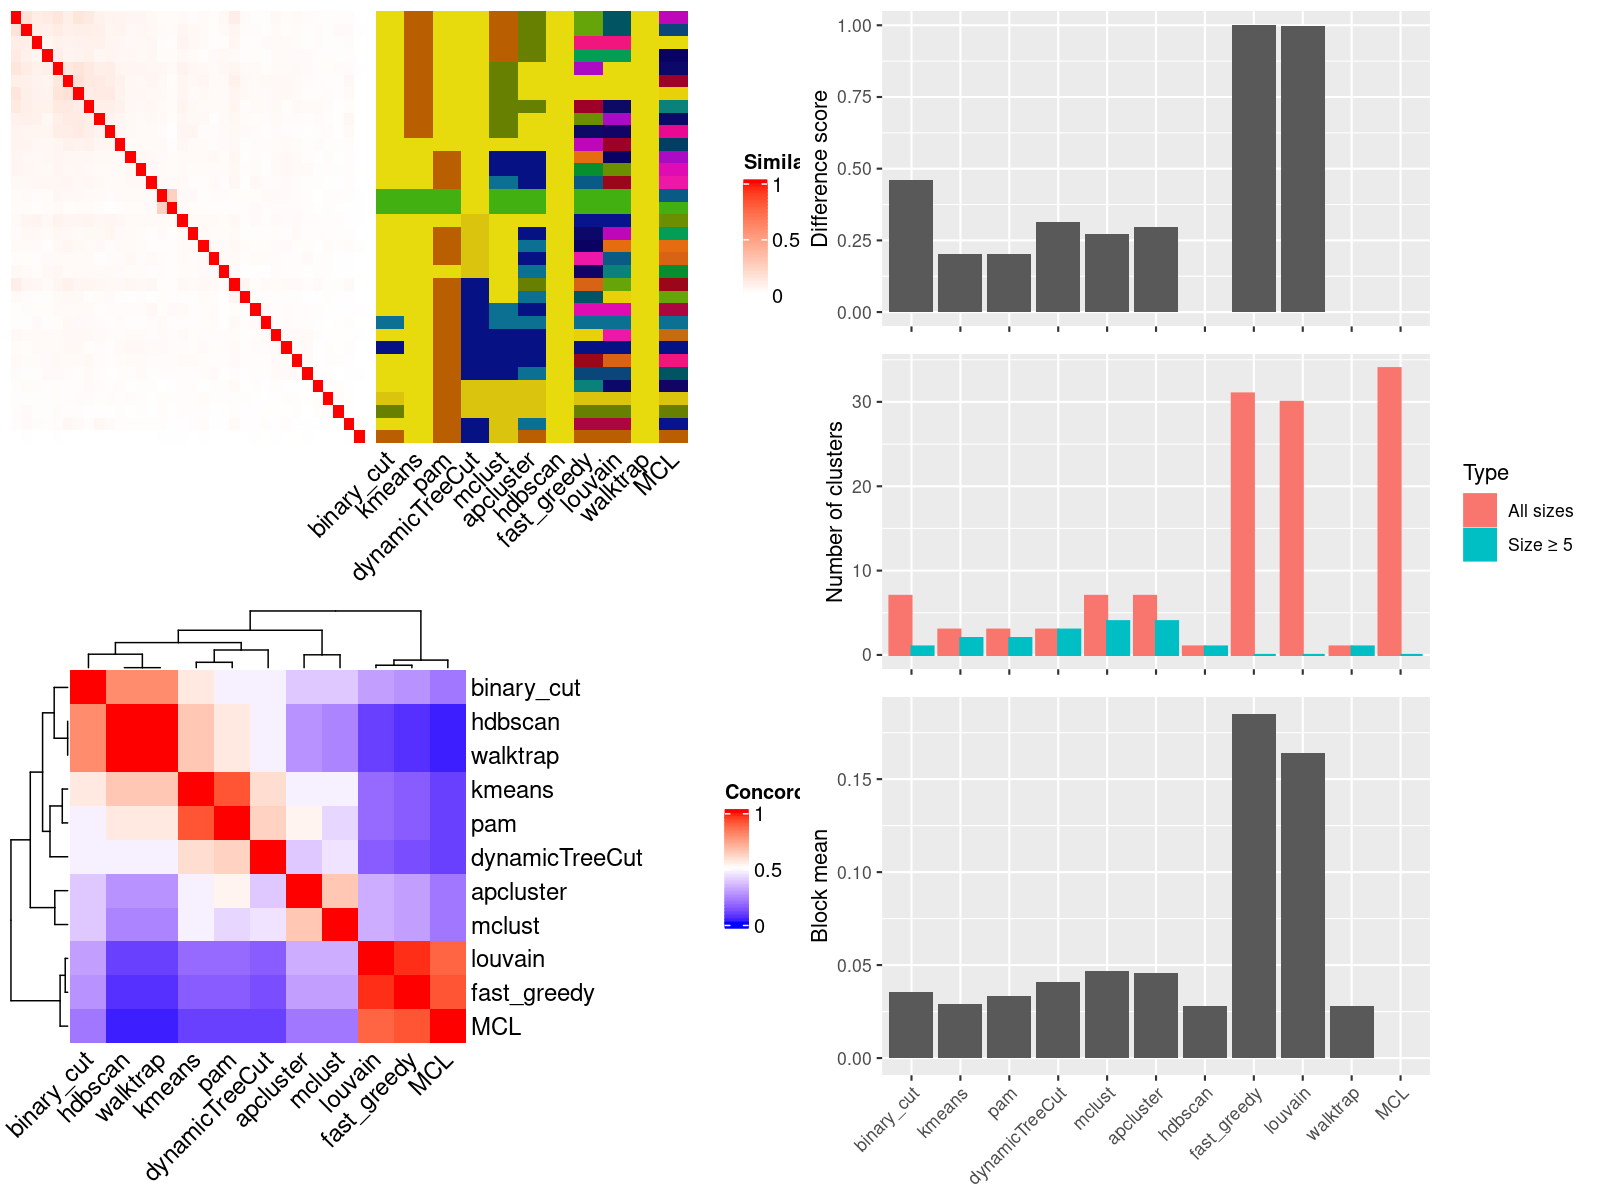 Simila
1
0.5
0
binary_cut
kmeans
pam
dynamicTreeCut
mclust
apcluster
hdbscan
fast_greedy
louvain
walktrap
MCL
binary_cut
hdbscan
walktrap
kmeans
pam
dynamicTreeCut
apcluster
mclust
louvain
fast_greedy
MCL
Concord
1
0.5
0
binary_cut
hdbscan
walktrap
kmeans
pam
dynamicTreeCut
apcluster
mclust
louvain
fast_greedy
MCL
Difference score
1.00
0.75
0.50
0.25
0.00
Number of clusters
30
20
10
0
Type
All sizes
Size ≥ 5
Block mean
0.15
0.10
0.05
0.00
binary_cut
kmeans
pam
dynamicTreeCut
mclust
apcluster
hdbscan
fast_greedy
louvain
walktrap
MCL